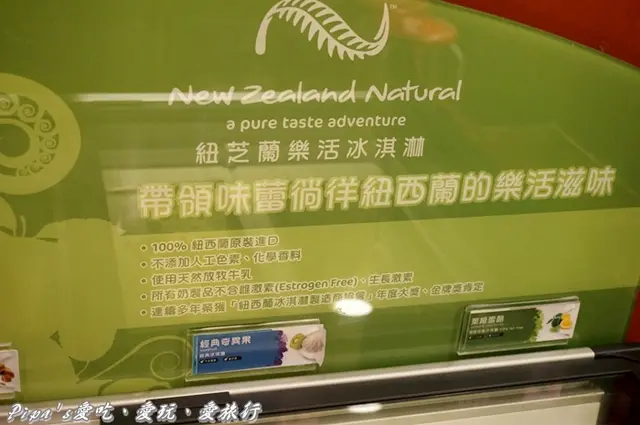 New Zealand Natural
a pure taste adventure
紐芝蘭樂活冰淇淋
帶領味蕾徜徉紐西蘭的樂活滋味
• 100% 紐西蘭原裝進口
• 不添加人工色素、化學香料
• 使用天然放牧牛乳
• 所有奶製品不含雌激素(Estrogen Free)、生長激素
• 連續多年榮獲「紐西蘭冰淇淋製造商協會」年度大獎、金牌獎肯定
經典奇異果
Pipa's愛吃、愛玩、愛旅行